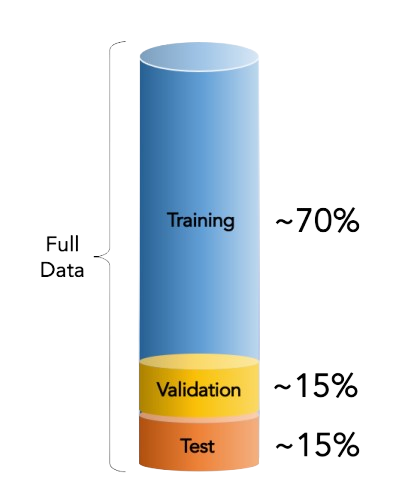 Training
~70%
Full
Data
Validation
~15%
Test
~15%